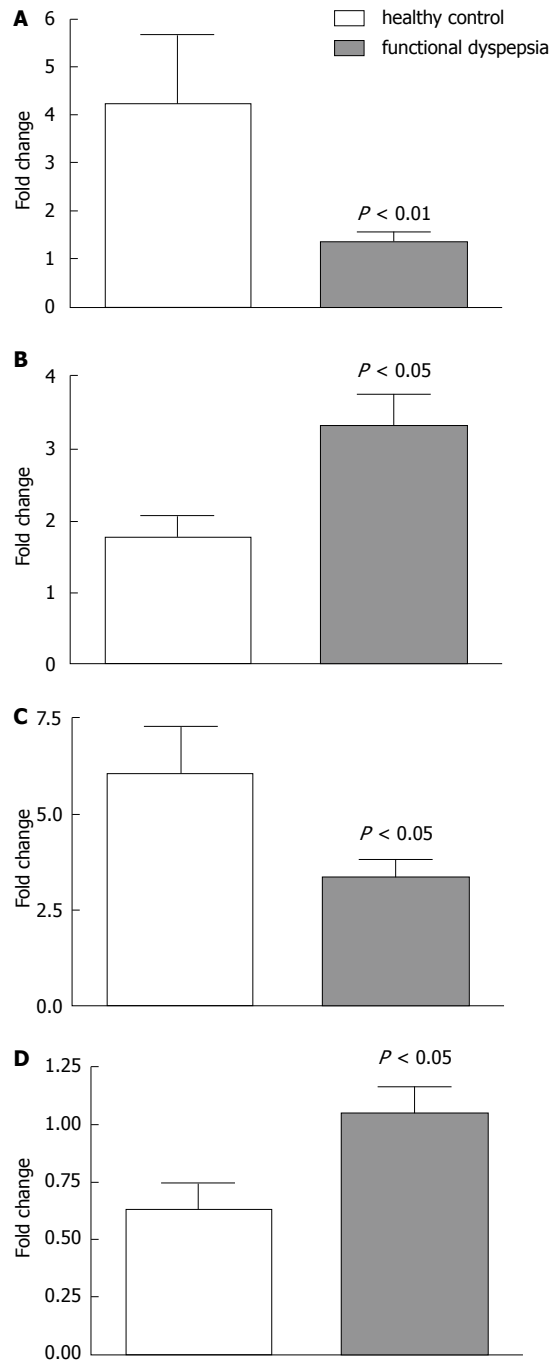 A
healthy control
functional dyspepsia
6
5
4
3
2
1
0
Fold change
P < 0.01
B
4
3
2
1
0
Fold change
P < 0.05
C
7.5
5.0
2.5
0.0
Fold change
P < 0.05
D
1.25
1.00
0.75
0.50
0.25
0.00
Fold change
P < 0.05